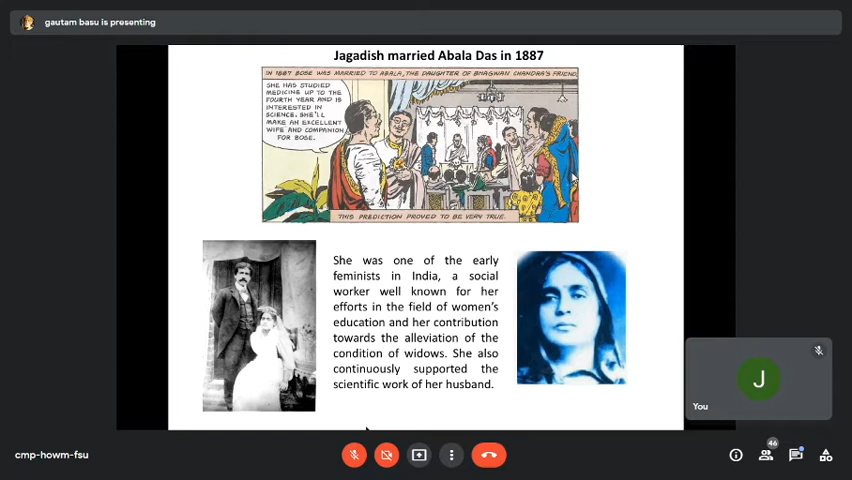 gautam basu is presenting
Jagadish married Abala Das in 1887
IN 1887 BOSE WAS MARRIED TO ABALA, THE DAUGHTER OF BHAGWAN CHANDRA'S FRIEND.
SHE HAS STUDIED
MEDICINE UP TO THE
FOURTH YEAR AND IS
INTERESTED IN
SCIENCE. SHE'LL
MAKE AN EXCELLENT
WIFE AND COMPANION
FOR BOSE.
THIS PREDICTION PROVED TO BE VERY TRUE.
She was one of the early
feminists in India, a social
worker well known for her
efforts in the field of women's
education and her contribution
towards the alleviation of the
condition of widows. She also
continuously supported the
scientific work of her husband.
J
You
cmp-howm-fsu
46